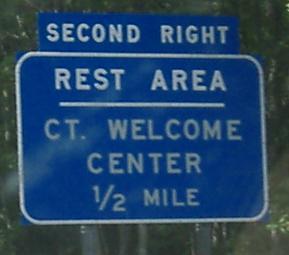 SECOND RIGHT
REST AREA
CT. WELCOME
CENTER
1/2 MILE